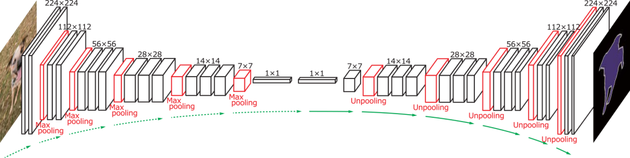 224×224
112×112
56×56
28×28
14×14
7×7
1×1
1×1
7×7
14×14
28×28
56×56
112×112
224×224
Max
pooling
Max
pooling
Max
pooling
Max
pooling
Max
pooling
Unpooling
Unpooling
Unpooling
Unpooling
Unpooling